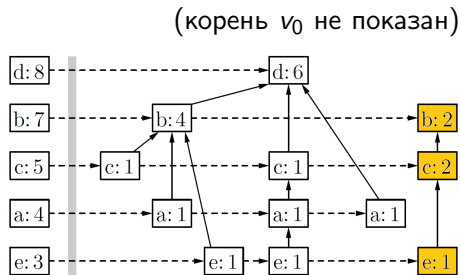 (корень v₀ не показан)
d: 8 d: 6
b: 7 b: 4 b: 2
c: 5 c: 1 c: 1 c: 2
a: 4 a: 1 a: 1 a: 1
e: 3 e: 1 e: 1 e: 1